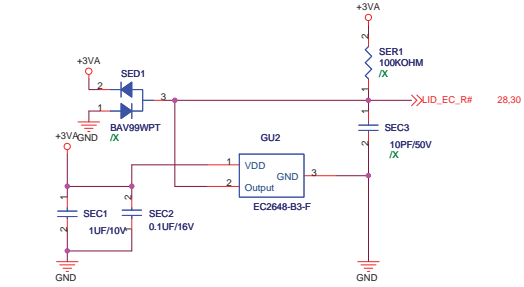 +3VA
2
SER1
100KOHM
/X
1
+3VA
SED1
2
3
1
BAV99WPT
/X
GND
LID_EC_R# 28,30
1
SEC3
2
10PF/50V
/X
+3VA
GU2
1 VDD
GND 3
2 Output
EC2648-B3-F
1
SEC1
2
1UF/10V
2
SEC2
1
0.1UF/16V
GND
GND